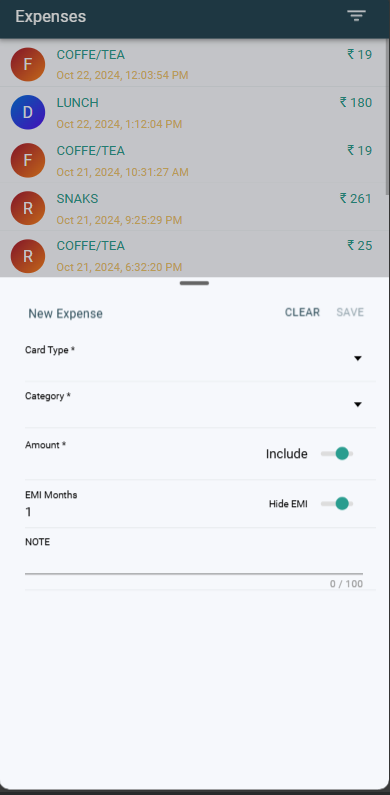 Expenses
F COFFE/TEA ₹ 19
Oct 22, 2024, 12:03:54 PM
D LUNCH ₹ 180
Oct 22, 2024, 1:12:04 PM
F COFFE/TEA ₹ 19
Oct 21, 2024, 10:31:27 AM
R SNAKS ₹ 261
Oct 21, 2024, 9:25:29 PM
R COFFE/TEA ₹ 25
Oct 21, 2024, 6:32:20 PM
New Expense CLEAR SAVE
Card Type *
Category *
Amount * Include
EMI Months
1 Hide EMI
NOTE
0 / 100